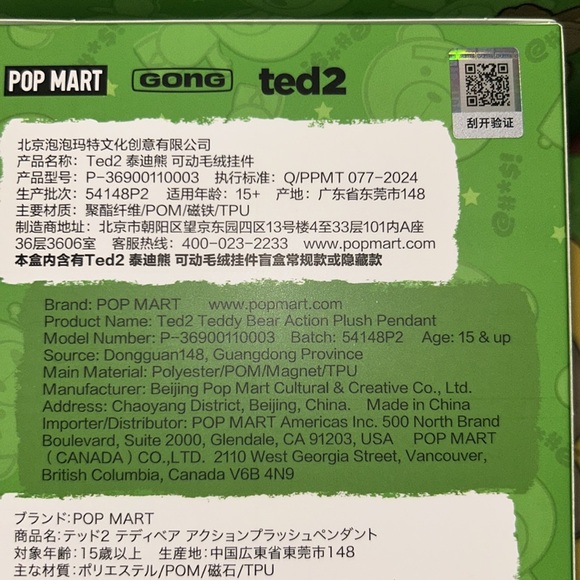 POP MART GONG ted2
刮开验证
北京泡泡玛特文化创意有限公司
产品名称: Ted2 泰迪熊 可动毛绒挂件
产品型号: P-36900110003 执行标准: Q/PPMT 077-2024
生产批次: 54148P2 适用年龄: 15+ 产地: 广东省东莞市148
主要材质: 聚酯纤维/POM/磁铁/TPU
制造商地址: 北京市朝阳区望京东园四区13号楼4至33层101内A座
36层3606室 客服热线: 400-023-2233 www.popmart.com
本盒内含有Ted2 泰迪熊 可动毛绒挂件盲盒常规款或隐藏款
Brand: POP MART www.popmart.com
Product Name: Ted2 Teddy Bear Action Plush Pendant
Model Number: P-36900110003 Batch: 54148P2 Age: 15 & up
Source: Dongguan148, Guangdong Province
Main Material: Polyester/POM/Magnet/TPU
Manufacturer: Beijing Pop Mart Cultural & Creative Co., Ltd.
Address: Chaoyang District, Beijing, China. Made in China
Importer/Distributor: POP MART Americas Inc. 500 North Brand
Boulevard, Suite 2000, Glendale, CA 91203, USA POP MART
(CANADA) CO.,LTD. 2110 West Georgia Street, Vancouver,
British Columbia, Canada V6B 4N9
ブランド:POP MART
商品名:テッド2 テディベア アクションプラッシュペンダント
対象年齢:15歳以上 生産地:中国広東省東莞市148
主な材質:ポリエステル/POM/磁石/TPU